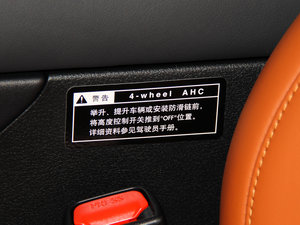 警告 4-wheel AHC
举升、提升车辆或安装防滑链前，
将高度控制开关推到"OFF"位置。
详细资料参见驾驶员手册。
PRESS